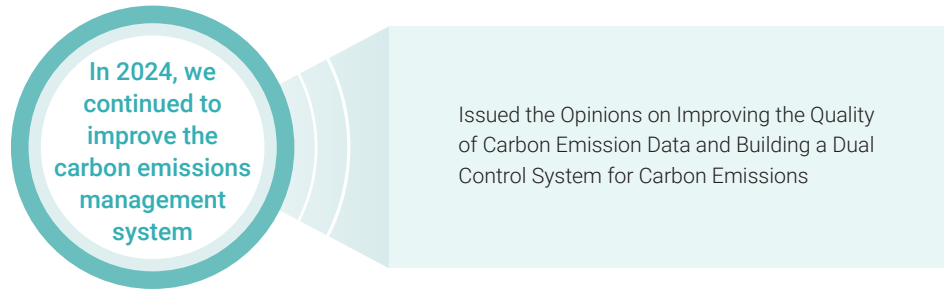 In 2024, we
continued to
improve the
carbon emissions
management
system
Issued the Opinions on Improving the Quality
of Carbon Emission Data and Building a Dual
Control System for Carbon Emissions